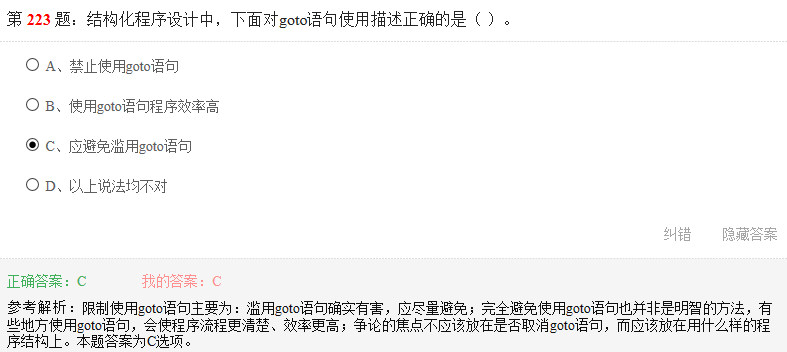 第 223 题：结构化程序设计中，下面对goto语句使用描述正确的是（ ）。
A、禁止使用goto语句
B、使用goto语句程序效率高
C、应避免滥用goto语句
D、以上说法均不对
纠错 隐藏答案
正确答案：C 我的答案：C
参考解析：限制使用goto语句主要为：滥用goto语句确实有害，应尽量避免；完全避免使用goto语句也并非是明智的方法，有
些地方使用goto语句，会使程序流程更清楚、效率更高；争论的焦点不应该放在是否取消goto语句，而应该放在用什么样的程
序结构上。本题答案为C选项。